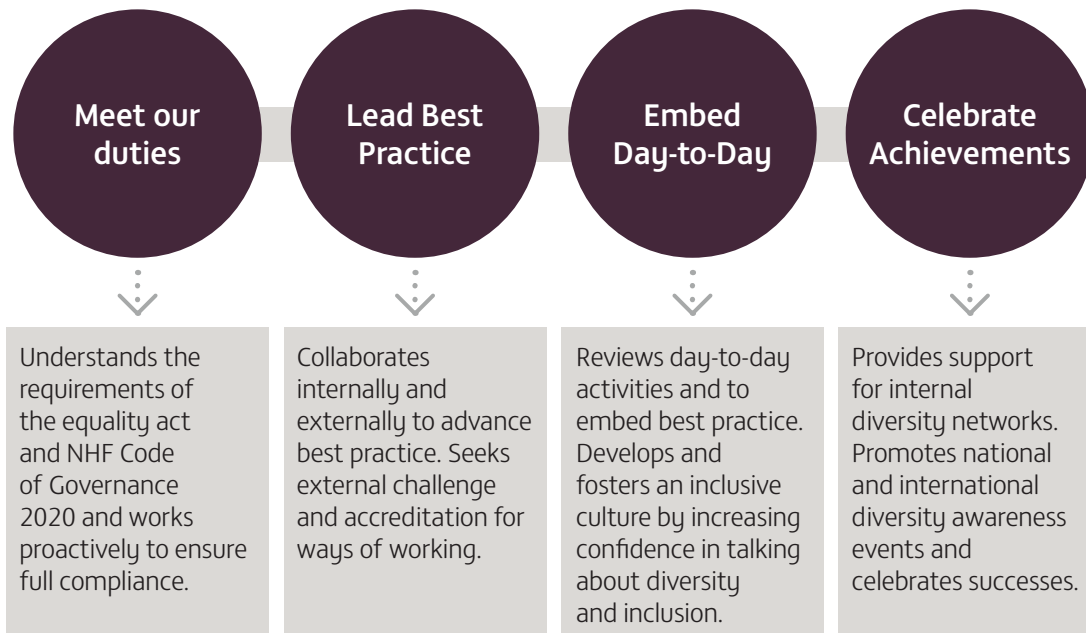 Meet our
duties
Lead Best
Practice
Embed
Day-to-Day
Celebrate
Achievements
Understands the
requirements of
the equality act
and NHF Code
of Governance
2020 and works
proactively to ensure
full compliance.
Collaborates
internally and
externally to advance
best practice. Seeks
external challenge
and accreditation for
ways of working.
Reviews day-to-day
activities and to
embed best practice.
Develops and
fosters an inclusive
culture by increasing
confidence in talking
about diversity
and inclusion.
Provides support
for internal
diversity networks.
Promotes national
and international
diversity awareness
events and
celebrates successes.